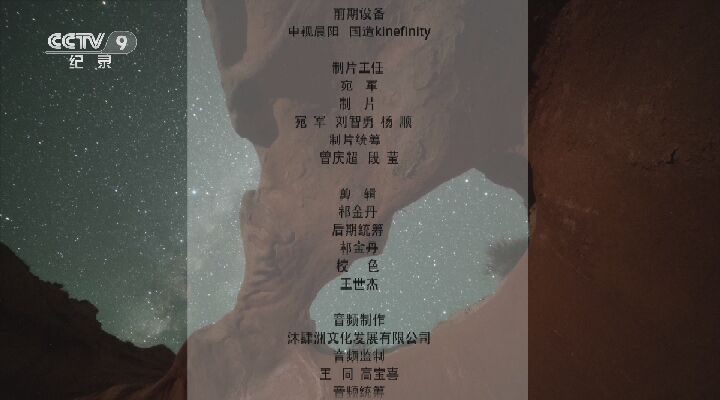 CCTV 9
纪录
前期设备
中视晨阳 国造kinefinity
制片主任
宛 军
制 片
宛 军 刘智勇 杨 顺
制片统筹
曾庆超 段 莹
剪 辑
祁金丹
后期统筹
祁金丹
校 色
王世杰
音频制作
沐肆洲文化发展有限公司
音频监制
王 同 高宝喜
音频统筹